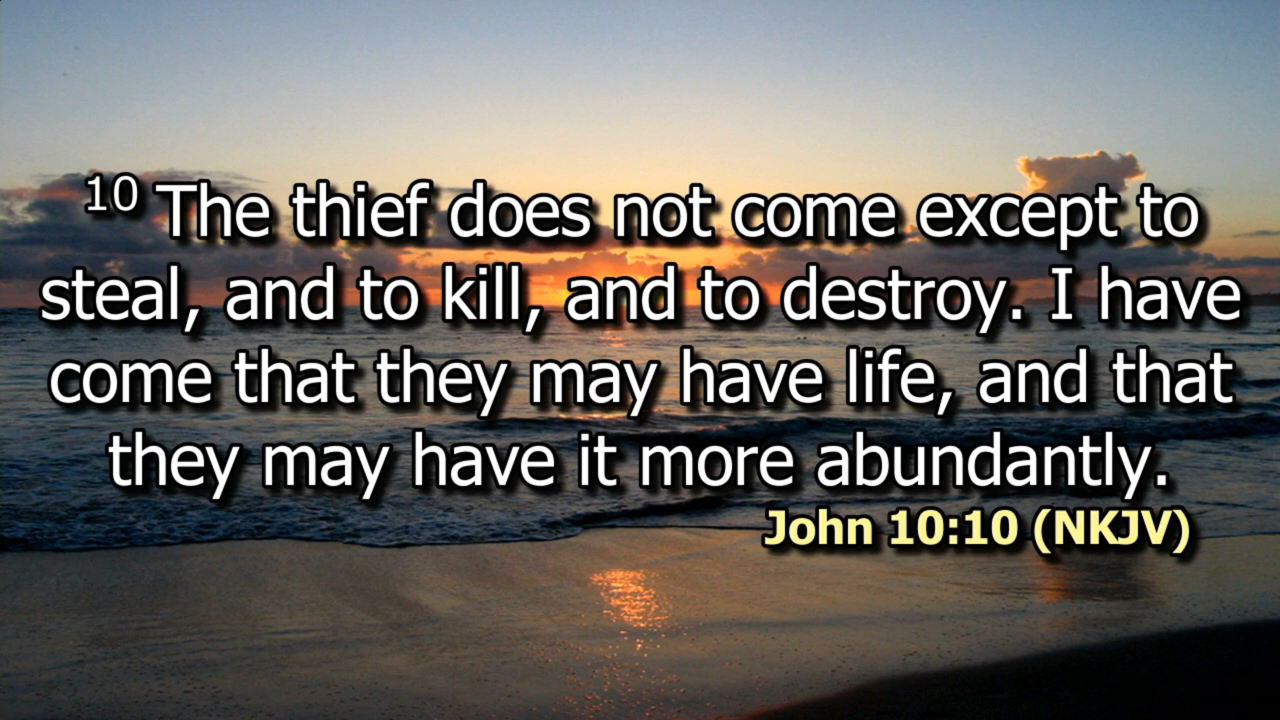 10 The thief does not come except to
steal, and to kill, and to destroy. I have
come that they may have life, and that
they may have it more abundantly.
John 10:10 (NKJV)